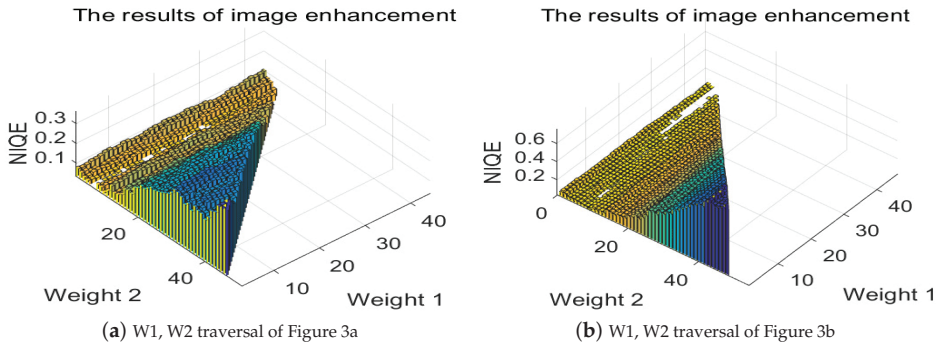 The results of image enhancement
NIQE
0.3
0.2
0.1
20
40
Weight 2
10
20
30
40
Weight 1
(a) W1, W2 traversal of Figure 3a
The results of image enhancement
NIQE
0.6
0.4
0.2
0
20
40
Weight 2
10
20
30
40
Weight 1
(b) W1, W2 traversal of Figure 3b